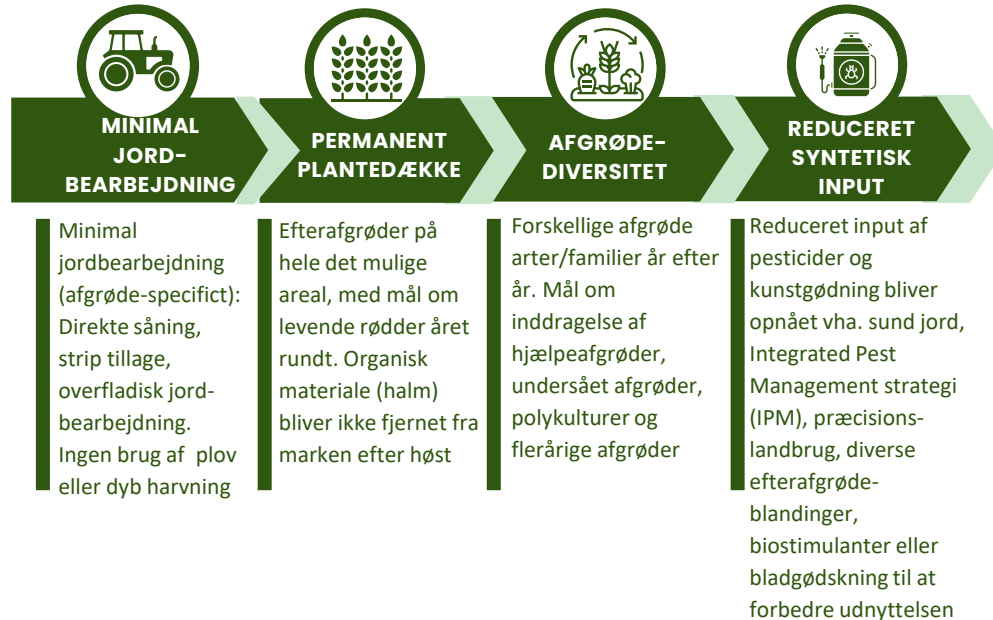 MINIMAL
JORD-
BEARBEJDNING
PERMANENT
PLANTEDÆKKE
AFGRØDE-
DIVERSITET
REDUCERET
SYNTETISK
INPUT
Minimal
jordbearbejdning
(afgrøde-specifict):
Direkte såning,
strip tillage,
overfladisk jord-
bearbejdning.
Ingen brug af plov
eller dyb harvning
Efterafgrøder på
hele det mulige
areal, med mål om
levende rødder året
rundt. Organisk
materiale (halm)
bliver ikke fjernet fra
marken efter høst
Forskellige afgrøde
arter/familier år efter
år. Mål om
inddragelse af
hjælpeafgrøder,
undersået afgrøder,
polykulturer og
flerårige afgrøder
Reduceret input af
pesticider og
kunstgødning bliver
opnået vha. sund jord,
Integrated Pest
Management strategi
(IPM), præcisions-
landbrug, diverse
efterafgrøde-
blandinger,
biostimulanter eller
bladgødskning til at
forbedre udnyttelsen